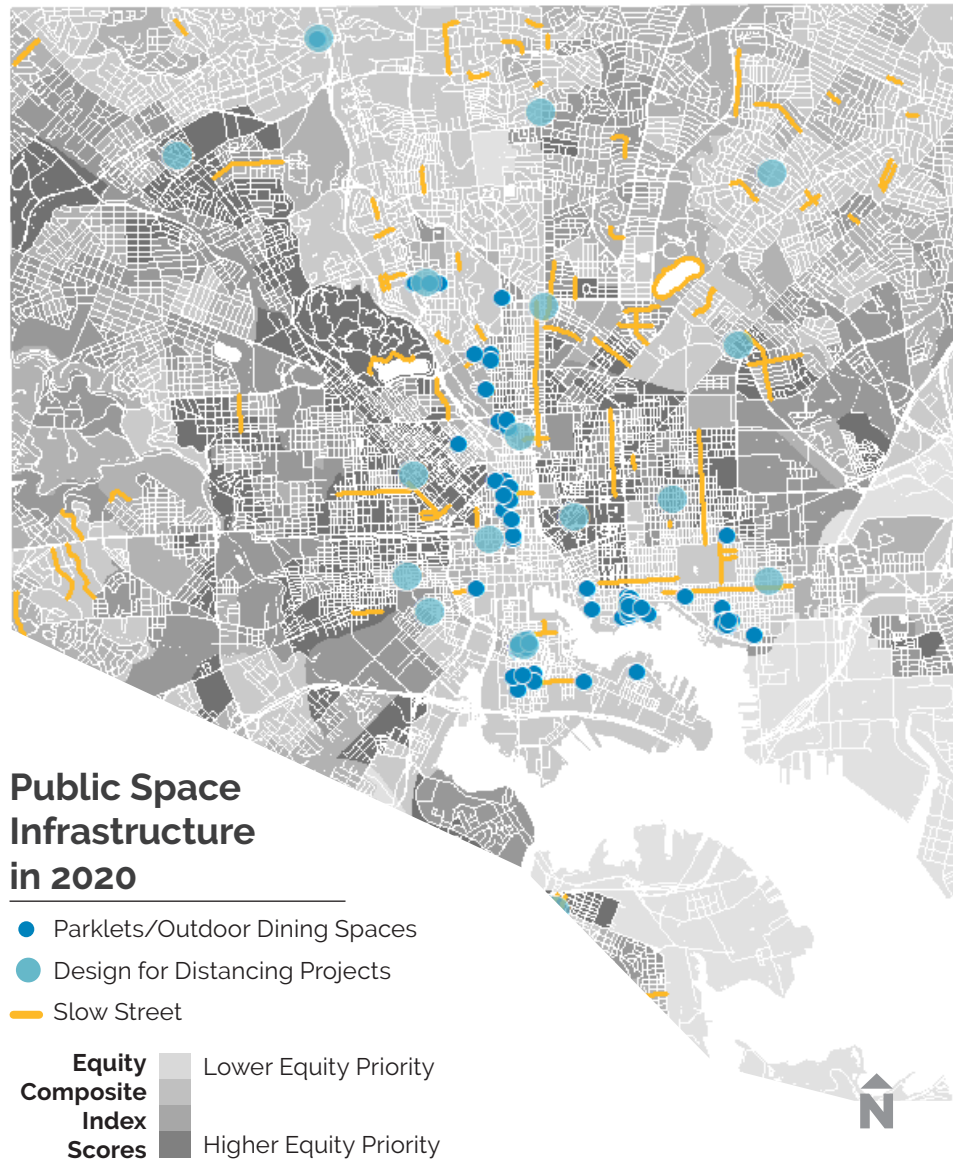 Public Space
Infrastructure
in 2020
Parklets/Outdoor Dining Spaces
Design for Distancing Projects
Slow Street
Equity
Composite
Index
Scores
Lower Equity Priority
Higher Equity Priority
N